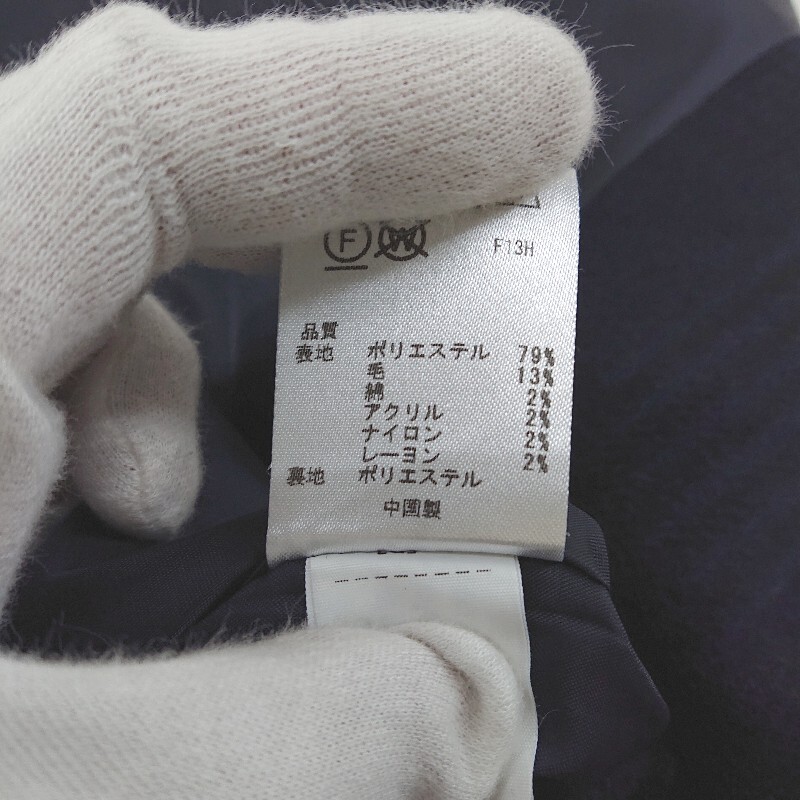 F W F13H
品質
表地 ポリエステル 79%
毛 13%
綿 2%
アクリル 2%
ナイロン 2%
レーヨン 2%
裏地 ポリエステル
中国製